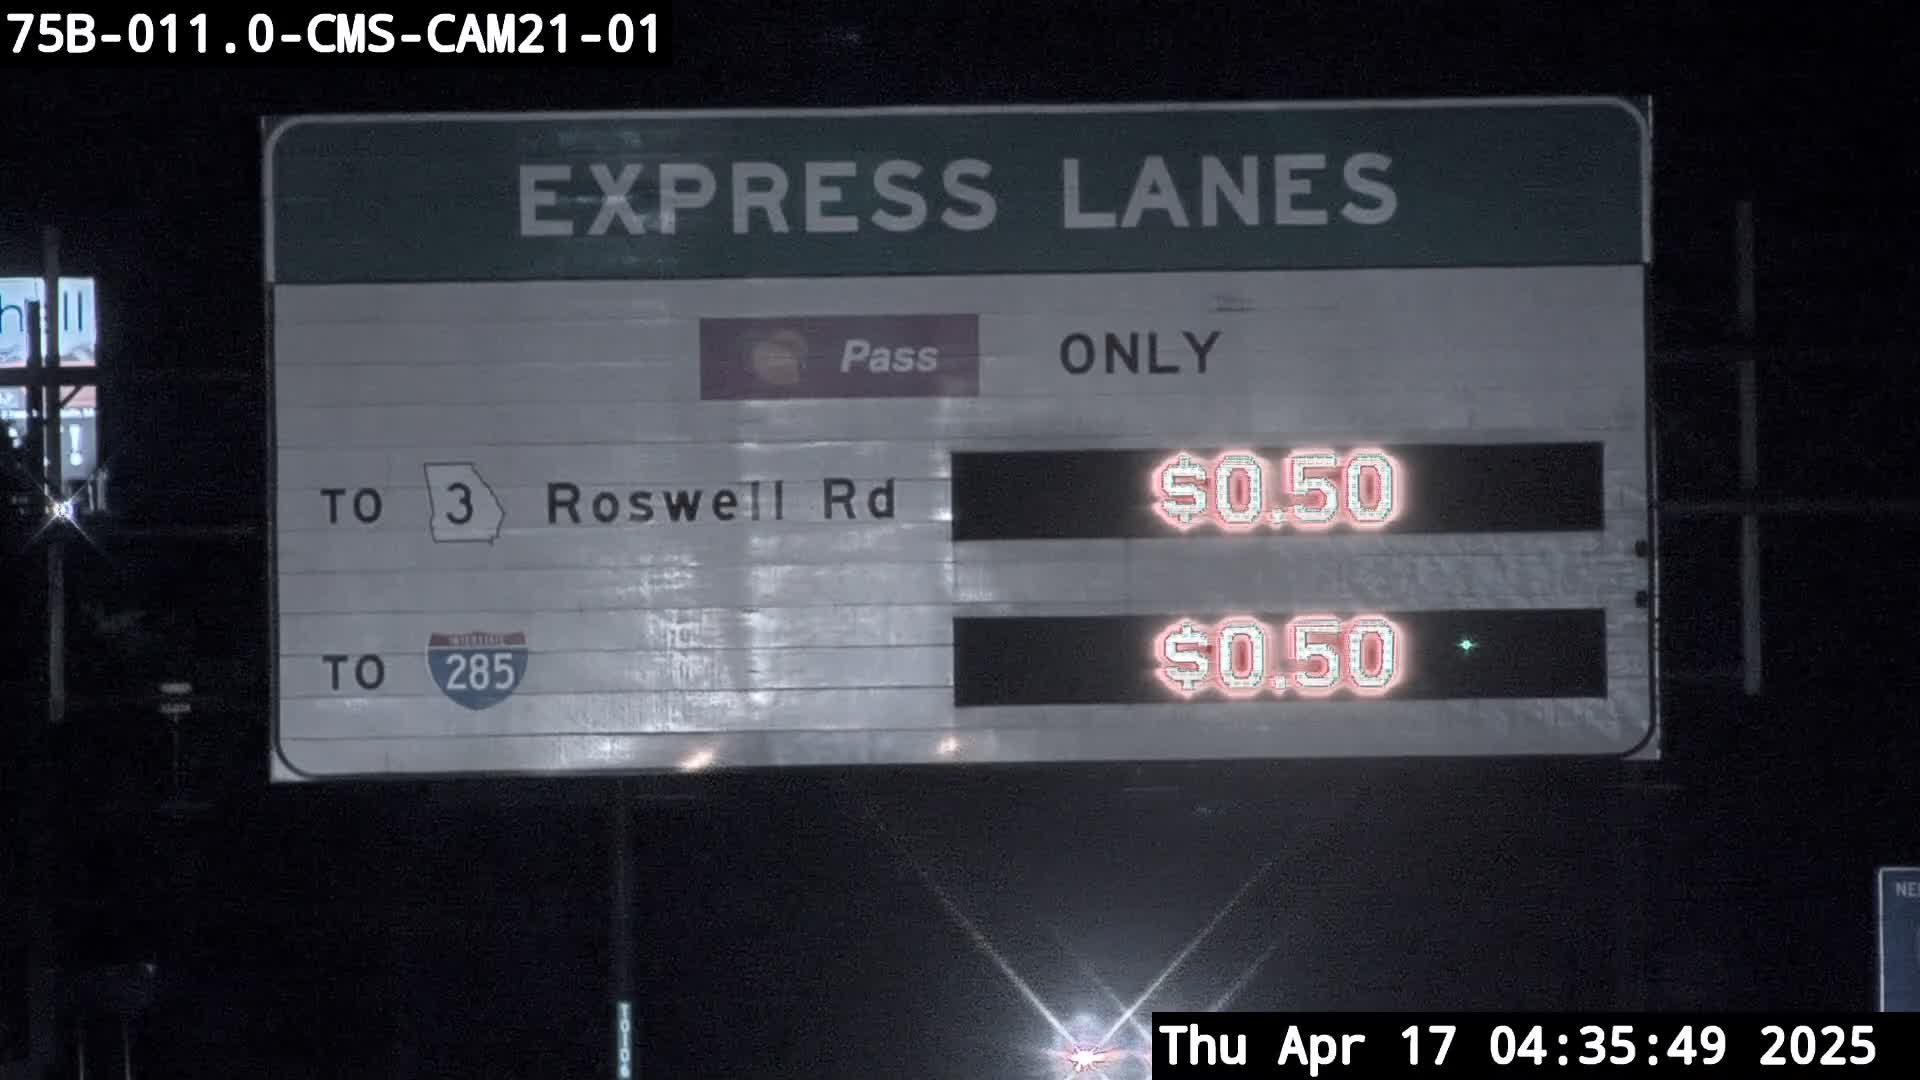 75B-011.0-CMS-CAM21-01
EXPRESS LANES
Pass ONLY
TO 3 Roswell Rd $0.50
TO INTERSTATE 285 $0.50
Thu Apr 17 04:35:49 2025